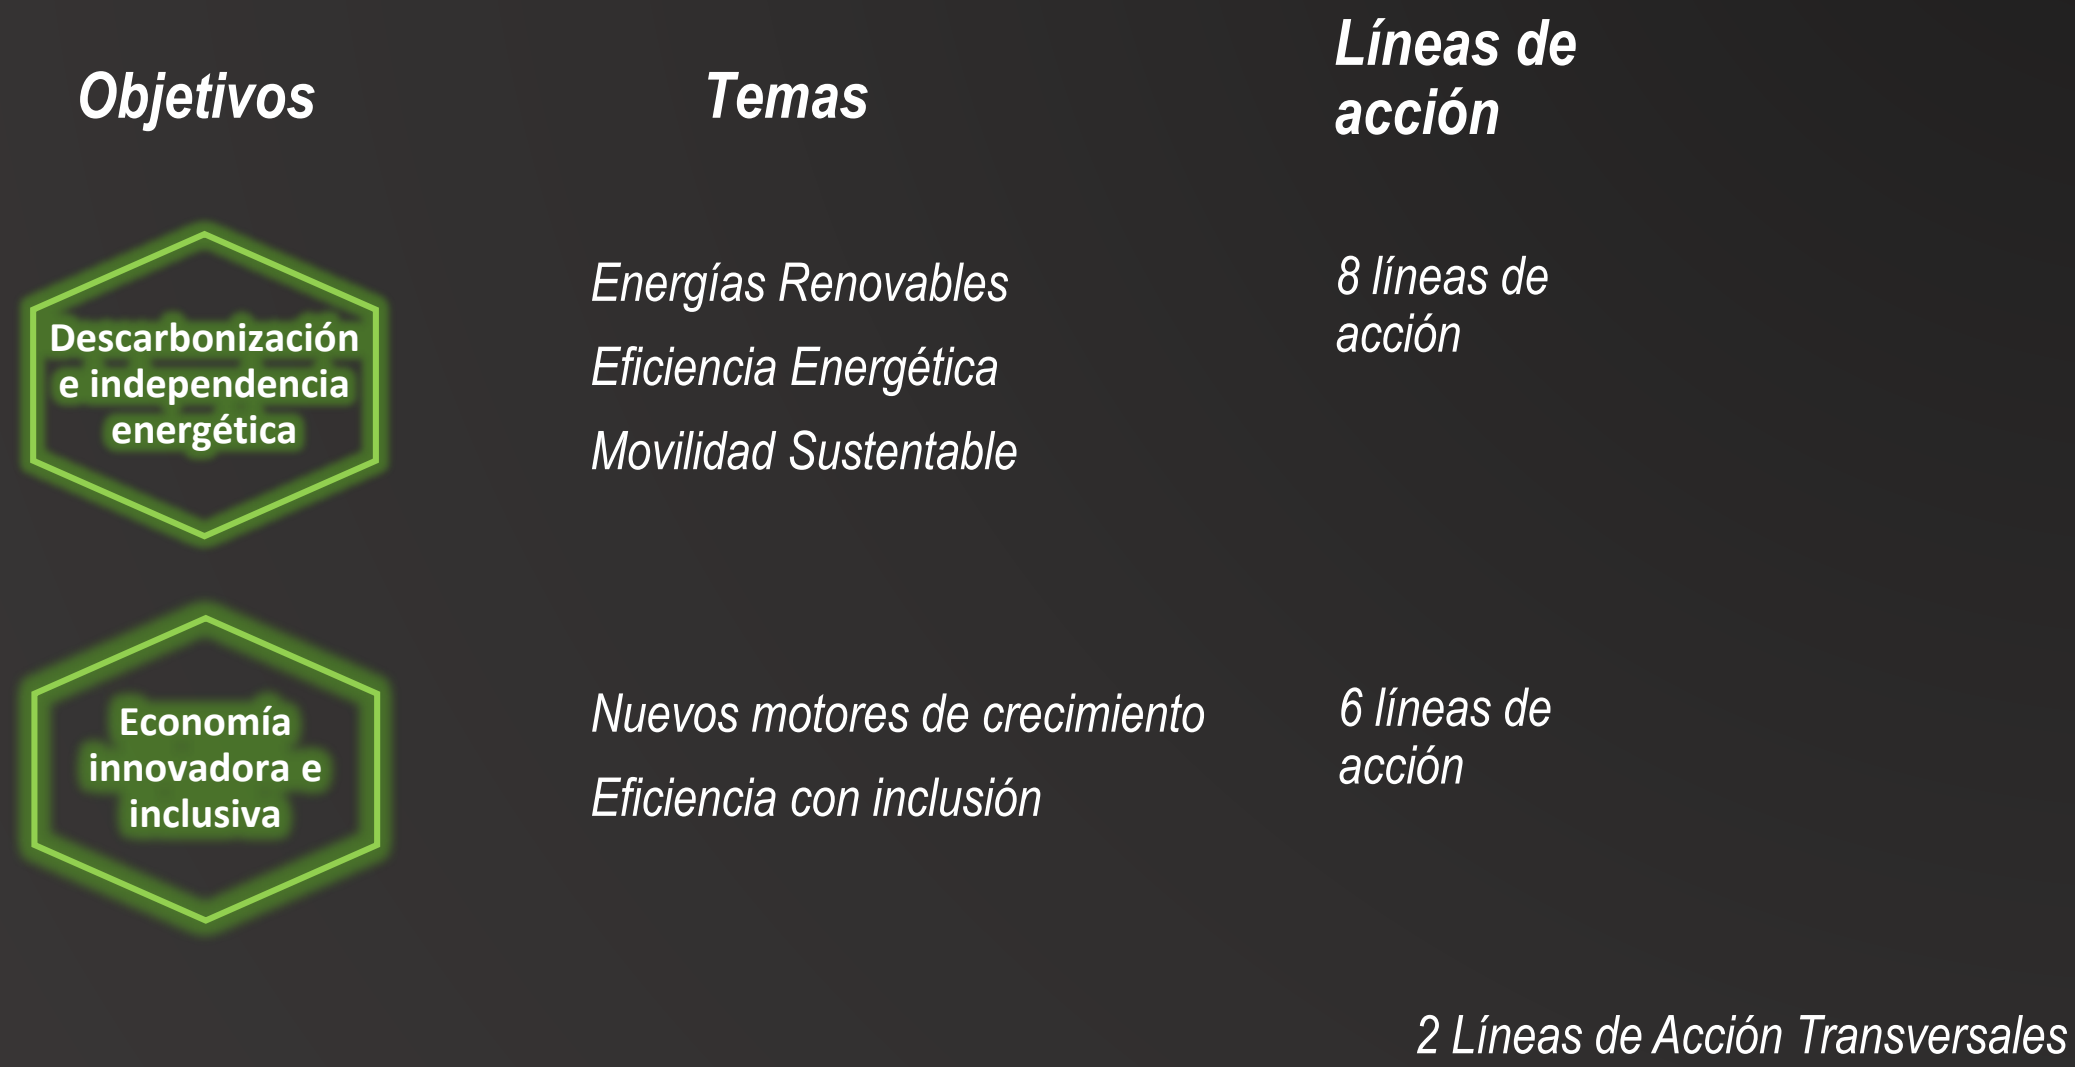 Objetivos
Temas
Líneas de
acción
Descarbonización
e independencia
energética
Energías Renovables
Eficiencia Energética
Movilidad Sustentable
8 líneas de
acción
Economía
innovadora e
inclusiva
Nuevos motores de crecimiento
Eficiencia con inclusión
6 líneas de
acción
2 Líneas de Acción Transversales